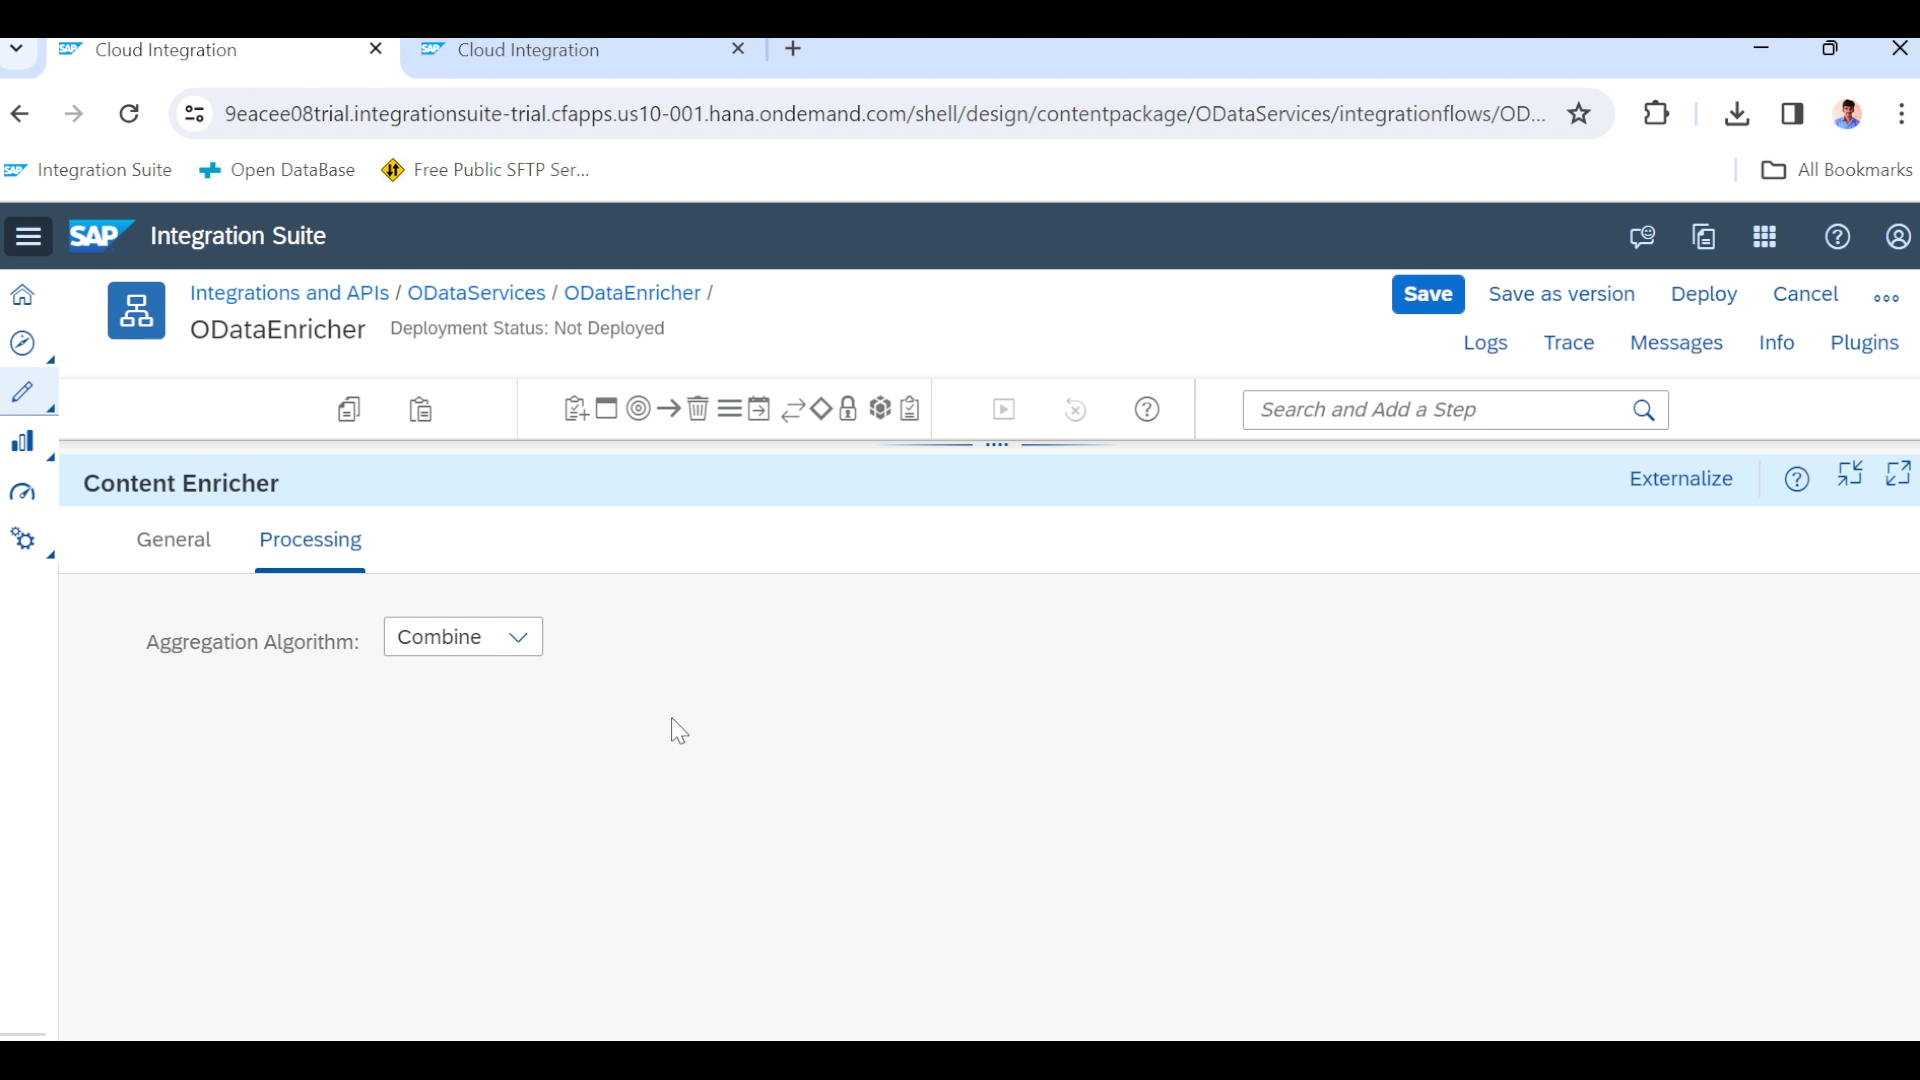 Cloud Integration
Cloud Integration
9eacee08trial.integrationsuite-trial.cfapps.us10-001.hana.ondemand.com/shell/design/contentpackage/ODataServices/integrationflows/OD...
SAP Integration Suite
Open DataBase
Free Public SFTP Ser...
All Bookmarks
SAP Integration Suite
Integrations and APIs / ODataServices / ODataEnricher /
Save Save as version Deploy Cancel
ODataEnricher Deployment Status: Not Deployed
Logs Trace Messages Info Plugins
Search and Add a Step
Content Enricher
Externalize
General Processing
Aggregation Algorithm: Combine